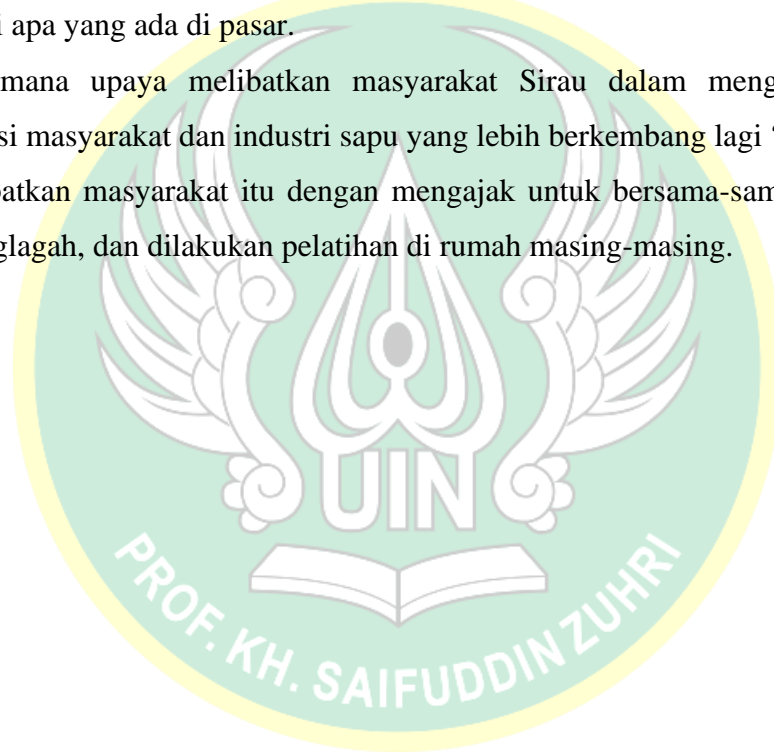 i apa yang ada di pasar.
mana upaya melibatkan masyarakat Sirau dalam meng
si masyarakat dan industri sapu yang lebih berkembang lagi
patkan masyarakat itu dengan mengajak untuk bersama-sam
glagah, dan dilakukan pelatihan di rumah masing-masing.
UIN
PROF. KH. SAIFUDDIN ZUHRI